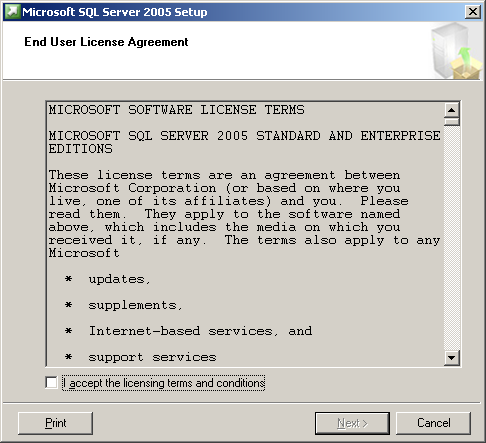 Microsoft SQL Server 2005 Setup
End User License Agreement
MICROSOFT SOFTWARE LICENSE TERMS
MICROSOFT SQL SERVER 2005 STANDARD AND ENTERPRISE
EDITIONS
These license terms are an agreement between
Microsoft Corporation (or based on where you
live, one of its affiliates) and you.  Please
read them.  They apply to the software named
above, which includes the media on which you
received it, if any.  The terms also apply to any
Microsoft
*  updates,
*  supplements,
*  Internet-based services, and
*  support services
I accept the licensing terms and conditions
Print
Next >
Cancel